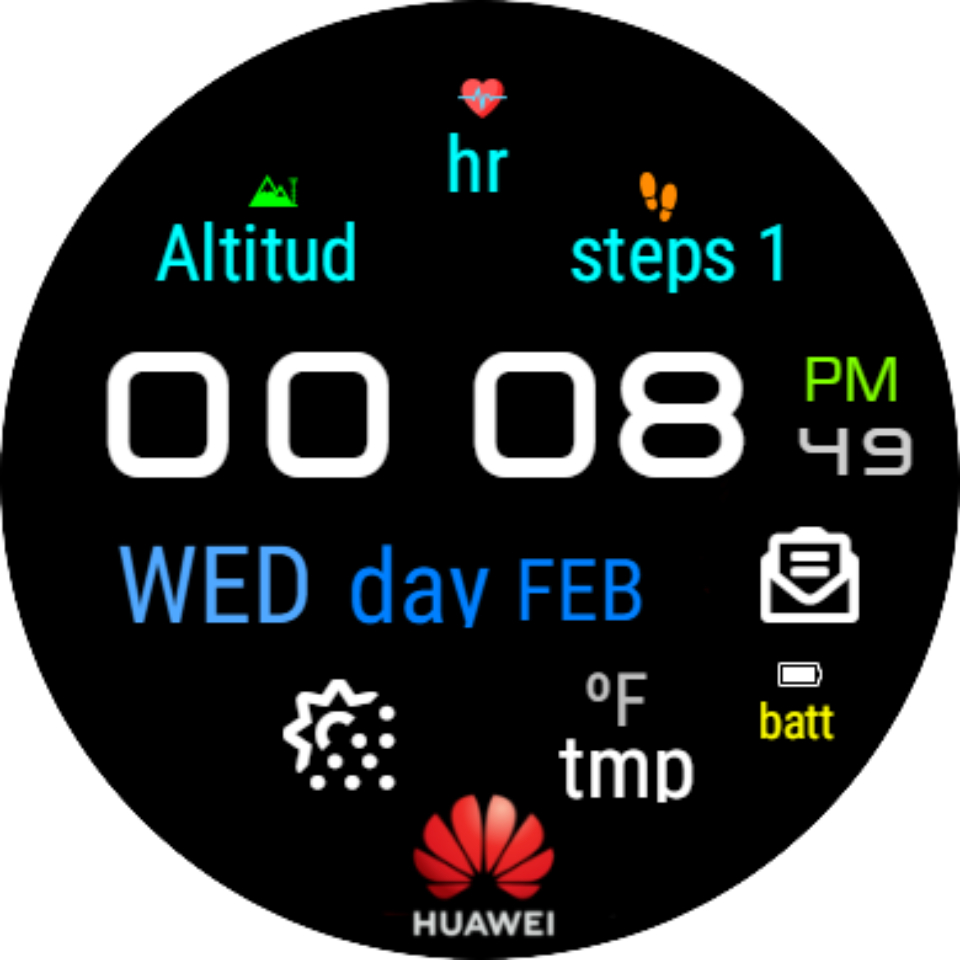 hr
Altitud
steps 1
00 08 PM
49
WED day FEB
ºF
tmp
batt
HUAWEI